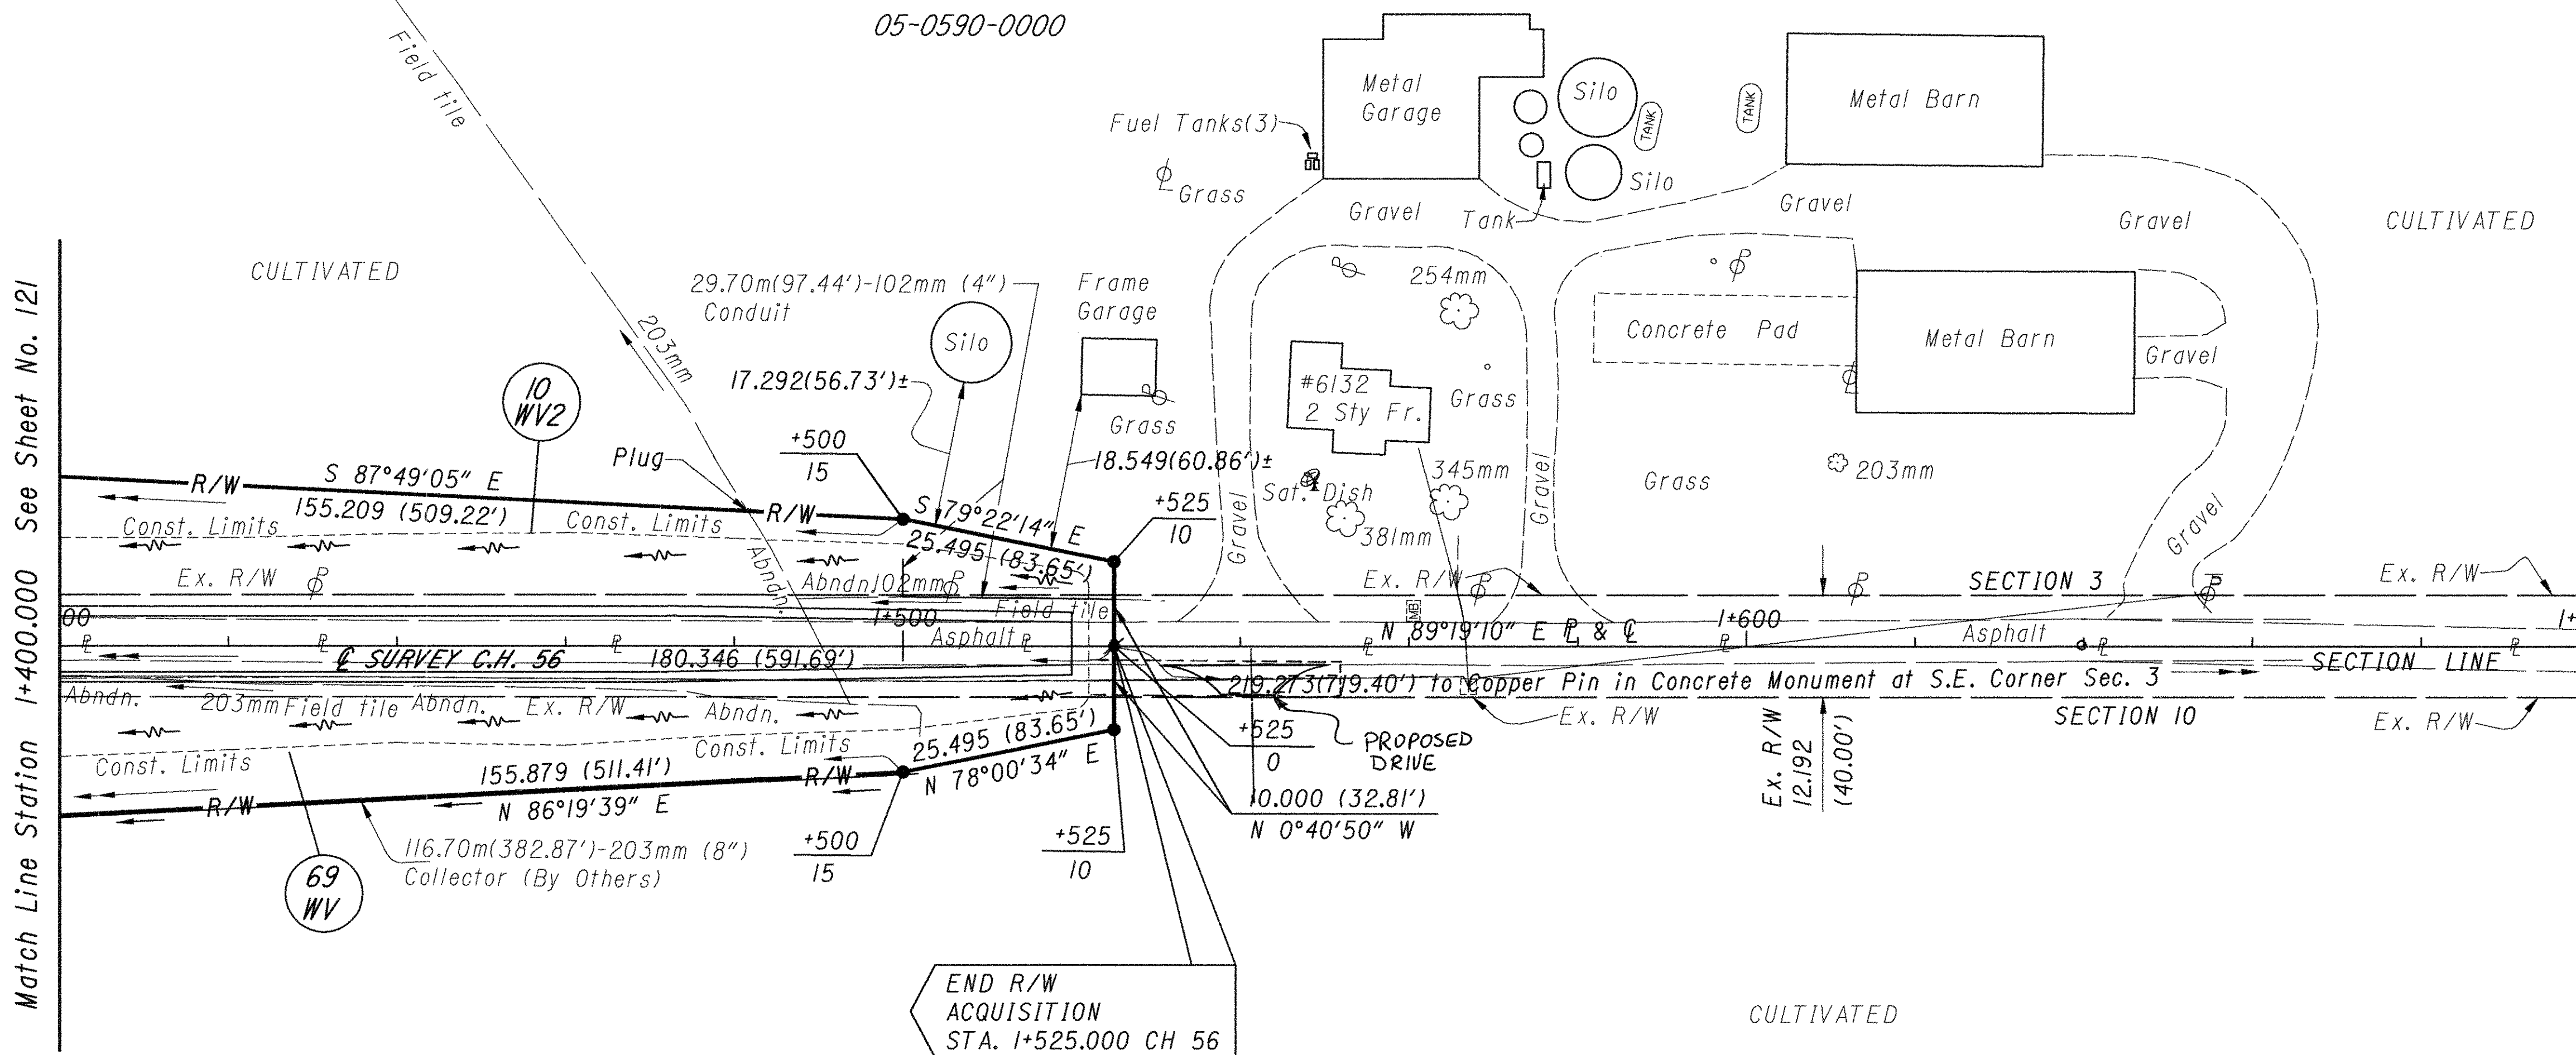 05-0590-0000
Field tile
Metal
Garage
Silo
TANK
TANK
Metal Barn
Fuel Tanks(3)
Grass
Silo
Gravel
Tank
Gravel
Gravel
CULTIVATED
Match Line Station 1+400.000 See Sheet No. 121
CULTIVATED
29.70m(97.44')-102mm (4")
Conduit
Frame
Garage
254mm
203mm
Silo
Concrete Pad
Metal Barn
Gravel
17.292(56.73')±
10
WV2
#6132
2 Sty Fr.
Grass
Grass
+500
15
Plug
18.549(60.86')±
345mm
203mm
Grass
Gravel
Gravel
Gravel
Sat. Dish
381mm
R/W
S 87°49'05" E
155.209 (509.22')
R/W
S 79°22'14" E
25.495 (83.65')
+525
10
Const. Limits
Const. Limits
Abndn.
Ex. R/W
Abndn.
102mm
Field tile
Ex. R/W
SECTION 3
Ex. R/W
00
1+500
Asphalt
MB
N 89°19'10" E PL & CL
1+600
Asphalt
1+
CL SURVEY C.H. 56
180.346 (591.69')
SECTION LINE
219.273(719.40') to Copper Pin in Concrete Monument at S.E. Corner Sec. 3
Abndn.
203mm Field tile
Abndn.
Ex. R/W
Abndn.
Ex. R/W
SECTION 10
Ex. R/W
Const. Limits
Const. Limits
25.495 (83.65')
N 78°00'34" E
+525
0
PROPOSED
DRIVE
Ex. R/W
12.192
(40.00')
155.879 (511.41')
R/W
R/W
N 86°19'39" E
10.000 (32.81')
N 0°40'50" W
116.70m(382.87')-203mm (8")
Collector (By Others)
+500
15
+525
10
69
WV
END R/W
ACQUISITION
STA. 1+525.000 CH 56
CULTIVATED